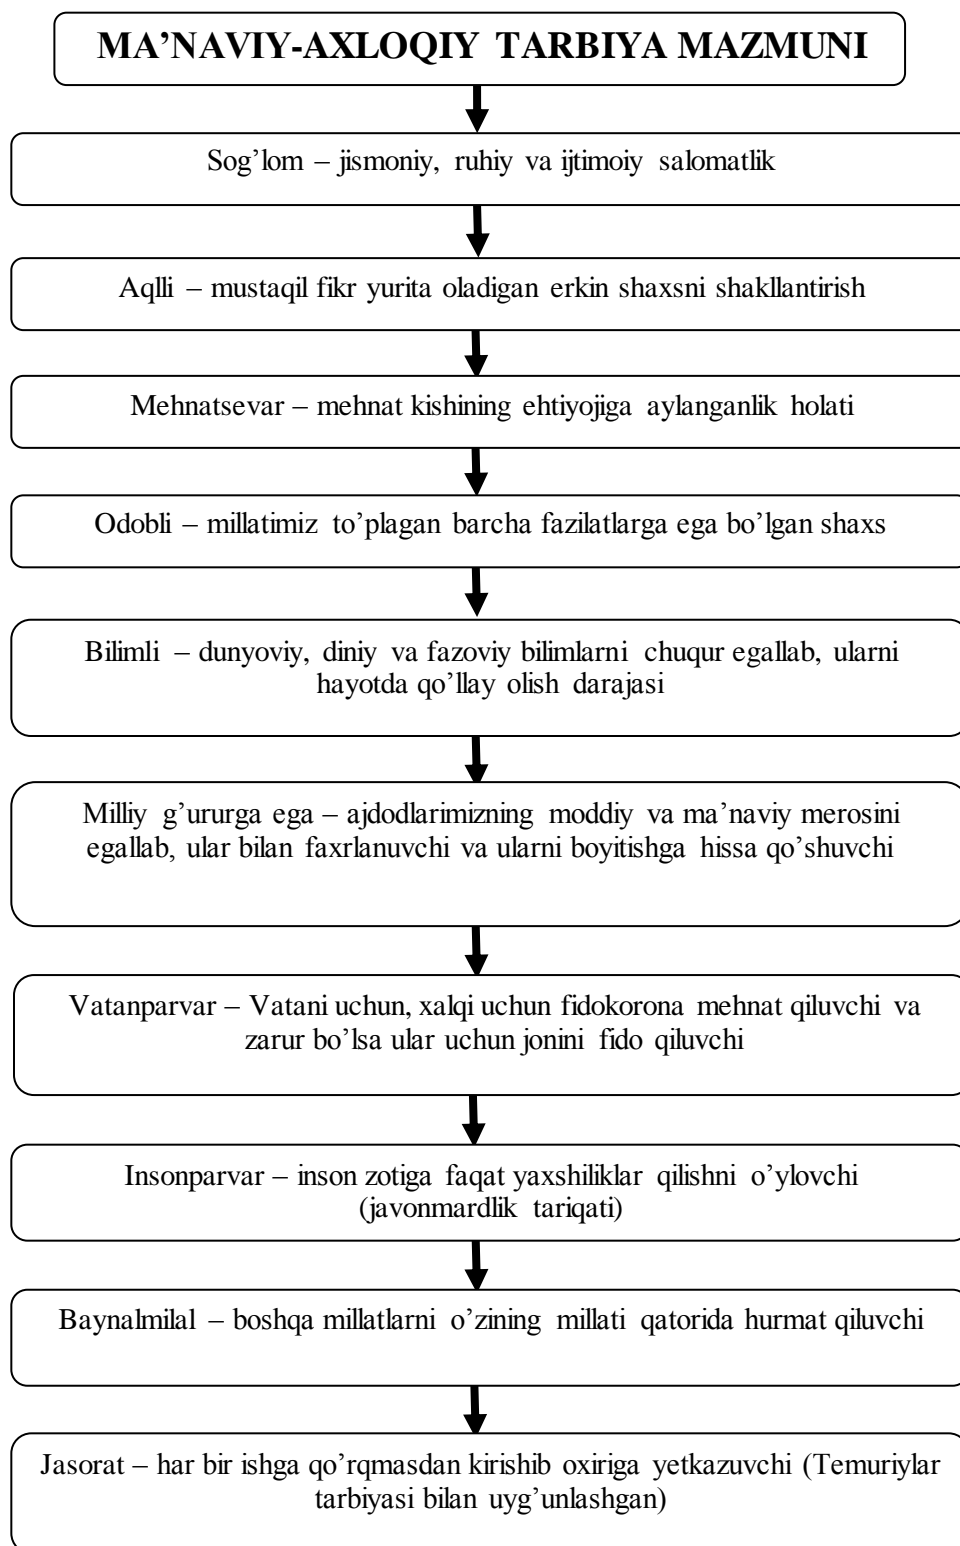 MA’NAVIY-AXLOQIY TARBIYA MAZMUNI
Sog’lom – jismoniy, ruhiy va ijtimoiy salomatlik
Aqlli – mustaqil fikr yurita oladigan erkin shaxsni shakllantirish
Mehnatsevar – mehnat kishining ehtiyojiga aylanganlik holati
Odobli – millatimiz to’plagan barcha fazilatlarga ega bo’lgan shaxs
Bilimli – dunyoviy, diniy va fazoviy bilimlarni chuqur egallab, ularni
hayotda qo’llay olish darajasi
Milliy g’ururga ega – ajdodlarimizning moddiy va ma’naviy merosini
egallab, ular bilan faxrlanuvchi va ularni boyitishga hissa qo’shuvchi
Vatanparvar – Vatani uchun, xalqi uchun fidokorona mehnat qiluvchi va
zarur bo’lsa ular uchun jonini fido qiluvchi
Insonparvar – inson zotiga faqat yaxshiliklar qilishni o’ylovchi
(javonmardlik tariqati)
Baynalmilal – boshqa millatlarni o’zining millati qatorida hurmat qiluvchi
Jasorat – har bir ishga qo’rqmasdan kirishib oxiriga yetkazuvchi (Temuriylar
tarbiyasi bilan uyg’unlashgan)